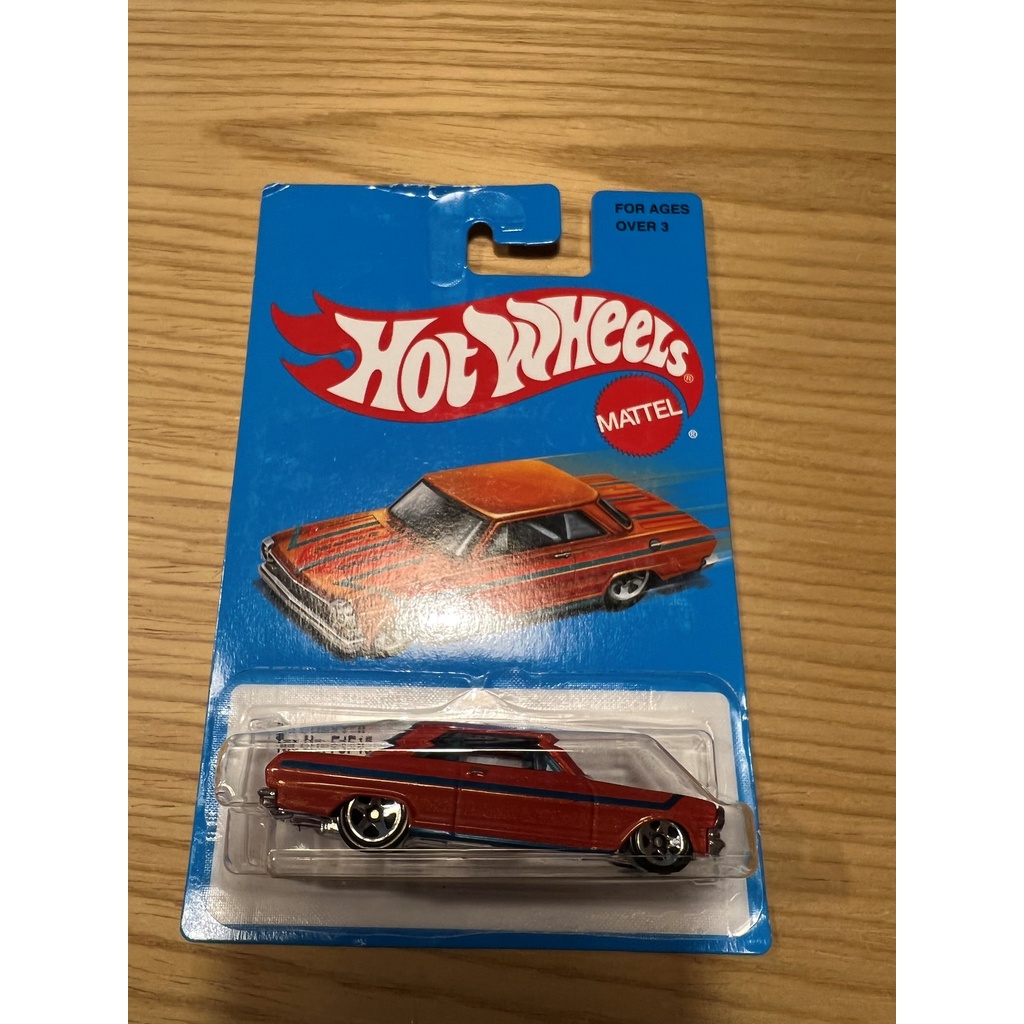 FOR AGES
OVER 3
HOT WHEELS®
MATTEL
®